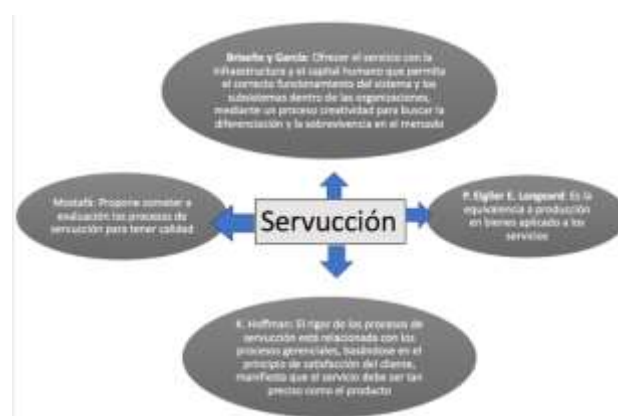 Briseño y García: Ofrecer el servicio con la
infraestructura y el capital humano que permita
el correcto funcionamiento del sistema y los
subsistemas dentro de las organizaciones,
mediante un proceso creatividad para buscar la
diferenciación y la sobrevivencia en el mercado
Propone someter a
evaluación los procesos de
servucción para tener calidad
Servucción
P. Eiglier E. Langeard: Es la
equivalencia a producción
en bienes aplicado a los
servicios
K. Hoffman: El rigor de los procesos de
servucción está relacionada con los
procesos gerenciales, basándose en el
principio de satisfacción del cliente,
manifiesta que el servicio debe ser tan
preciso como el producto